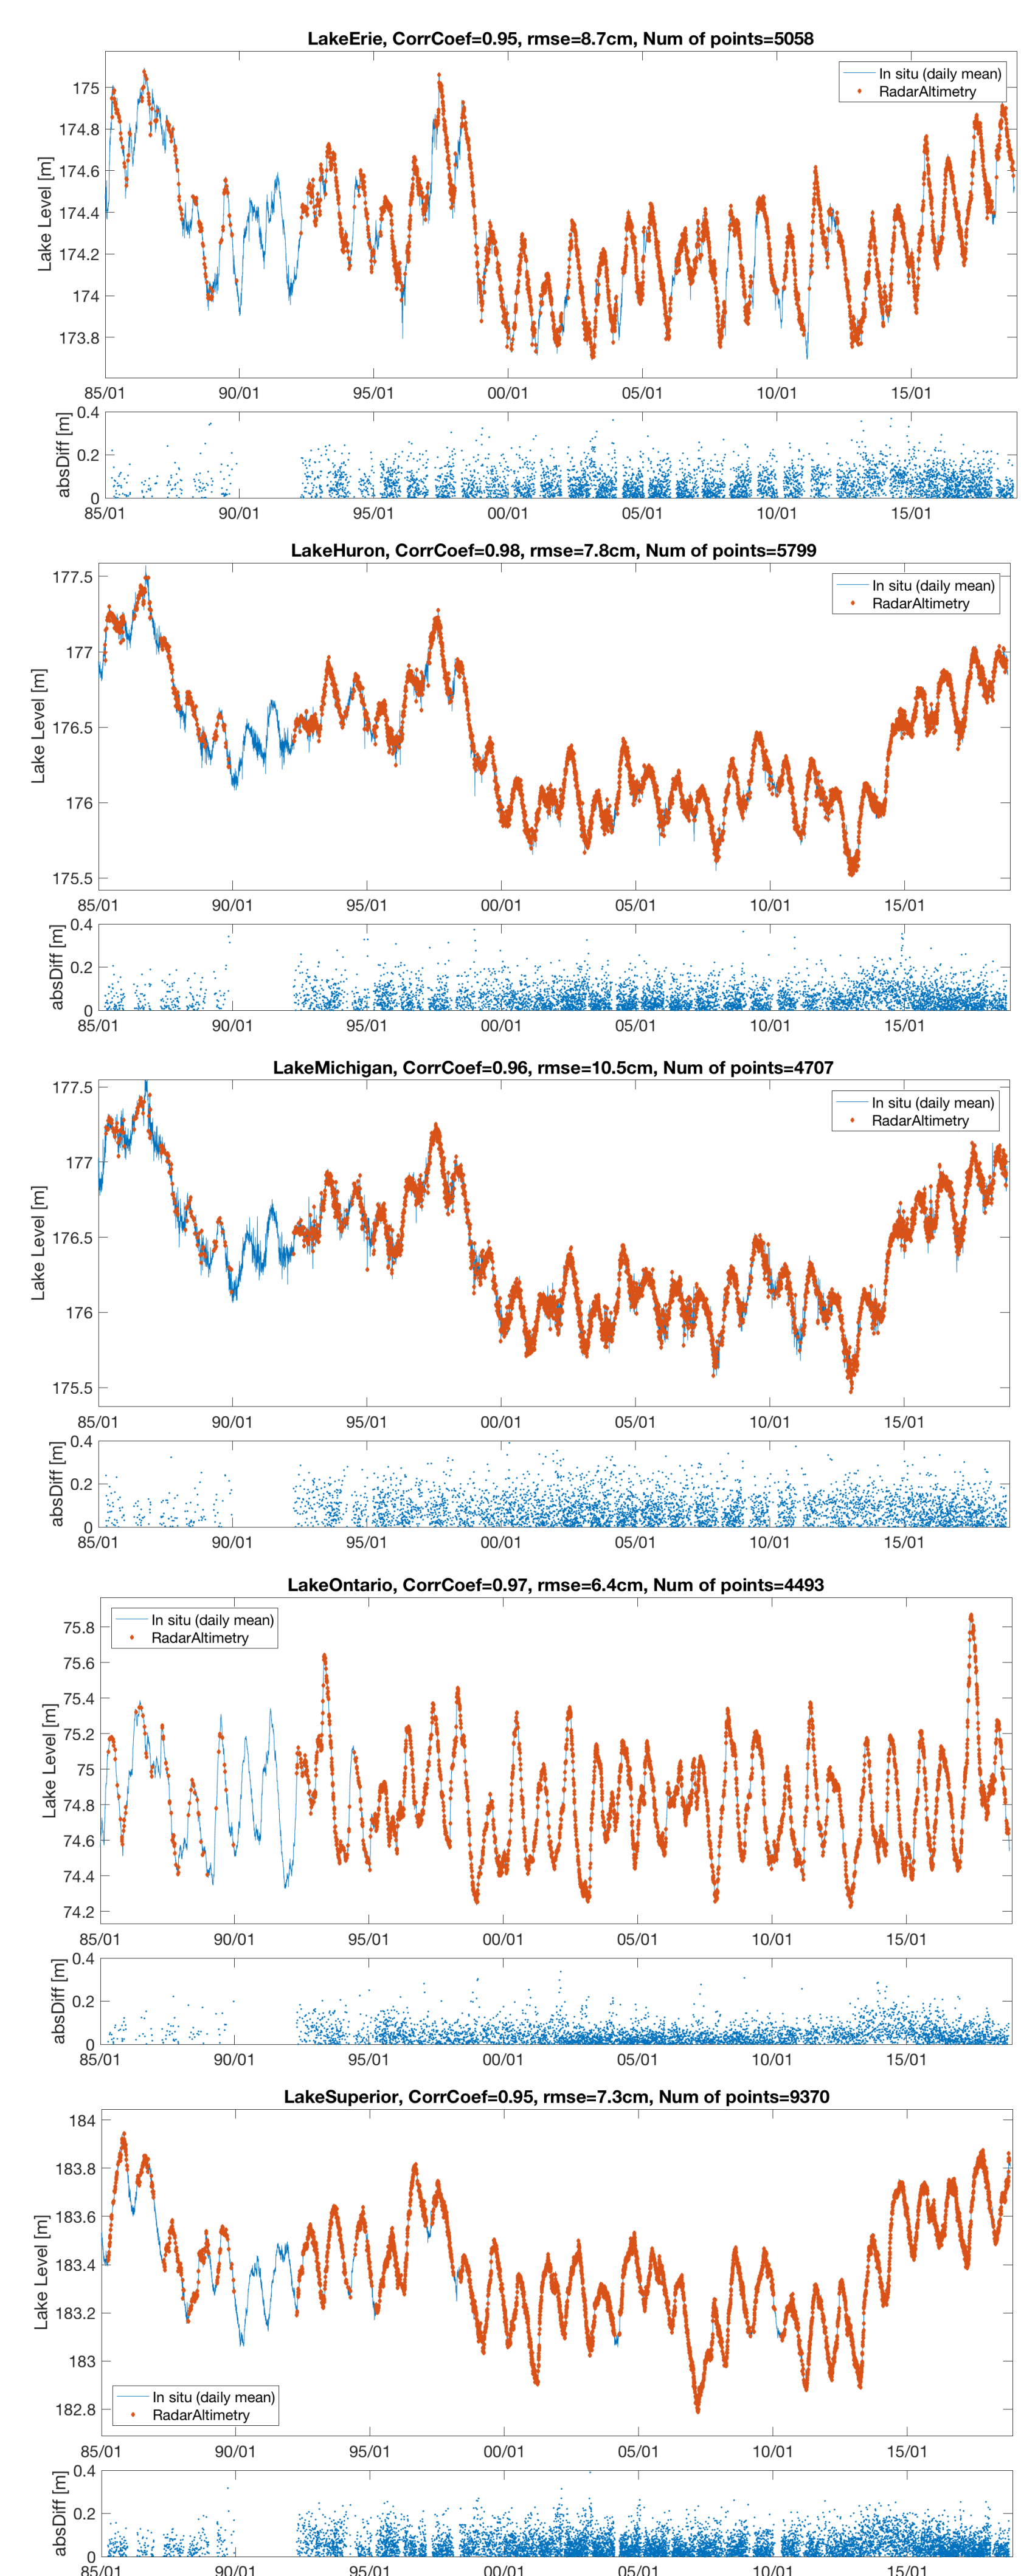 LakeErie, CorrCoef=0.95, rmse=8.7cm, Num of points=5058
In situ (daily mean)
RadarAltimetry
Lake Level [m]
175
174.8
174.6
174.4
174.2
174
173.8
85/01 90/01 95/01 00/01 05/01 10/01 15/01
absDiff [m]
0.4
0.2
0
85/01 90/01 95/01 00/01 05/01 10/01 15/01
LakeHuron, CorrCoef=0.98, rmse=7.8cm, Num of points=5799
In situ (daily mean)
RadarAltimetry
Lake Level [m]
177.5
177
176.5
176
175.5
85/01 90/01 95/01 00/01 05/01 10/01 15/01
absDiff [m]
0.4
0.2
0
85/01 90/01 95/01 00/01 05/01 10/01 15/01
LakeMichigan, CorrCoef=0.96, rmse=10.5cm, Num of points=4707
In situ (daily mean)
RadarAltimetry
Lake Level [m]
177.5
177
176.5
176
175.5
85/01 90/01 95/01 00/01 05/01 10/01 15/01
absDiff [m]
0.4
0.2
0
85/01 90/01 95/01 00/01 05/01 10/01 15/01
LakeOntario, CorrCoef=0.97, rmse=6.4cm, Num of points=4493
In situ (daily mean)
RadarAltimetry
Lake Level [m]
75.8
75.6
75.4
75.2
75
74.8
74.6
74.4
74.2
85/01 90/01 95/01 00/01 05/01 10/01 15/01
absDiff [m]
0.4
0.2
0
85/01 90/01 95/01 00/01 05/01 10/01 15/01
LakeSuperior, CorrCoef=0.95, rmse=7.3cm, Num of points=9370
Lake Level [m]
184
183.8
183.6
183.4
183.2
183
182.8
In situ (daily mean)
RadarAltimetry
85/01 90/01 95/01 00/01 05/01 10/01 15/01
absDiff [m]
0.4
0.2
0
85/01 90/01 95/01 00/01 05/01 10/01 15/01